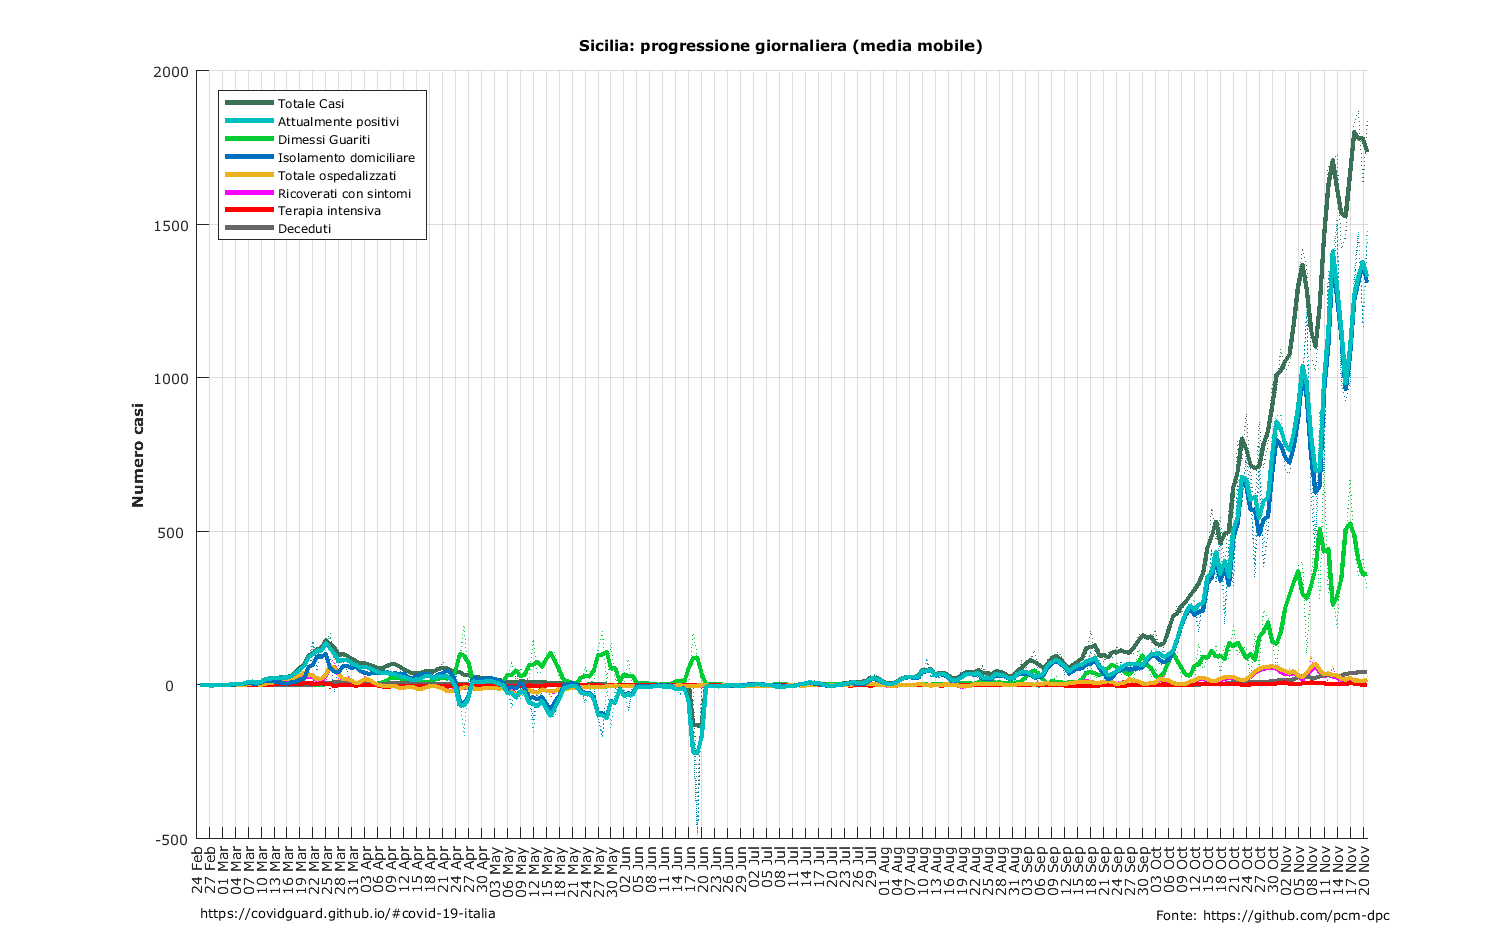 Sicilia: progressione giornaliera (media mobile)
2000
1500
1000
500
0
-500
Numero casi
Totale Casi
Attualmente positivi
Dimessi Guariti
Isolamento domiciliare
Totale ospedalizzati
Ricoverati con sintomi
Terapia intensiva
Deceduti
24 Feb
27 Feb
01 Mar
04 Mar
07 Mar
10 Mar
13 Mar
16 Mar
19 Mar
22 Mar
25 Mar
28 Mar
31 Mar
03 Apr
06 Apr
09 Apr
12 Apr
15 Apr
18 Apr
21 Apr
24 Apr
27 Apr
30 Apr
03 May
06 May
09 May
12 May
15 May
18 May
21 May
24 May
27 May
30 May
02 Jun
05 Jun
08 Jun
11 Jun
14 Jun
17 Jun
20 Jun
23 Jun
26 Jun
29 Jun
02 Jul
05 Jul
08 Jul
11 Jul
14 Jul
17 Jul
20 Jul
23 Jul
26 Jul
29 Jul
01 Aug
04 Aug
07 Aug
10 Aug
13 Aug
16 Aug
19 Aug
22 Aug
25 Aug
28 Aug
31 Aug
03 Sep
06 Sep
09 Sep
12 Sep
15 Sep
18 Sep
21 Sep
24 Sep
27 Sep
30 Sep
03 Oct
06 Oct
09 Oct
12 Oct
15 Oct
18 Oct
21 Oct
24 Oct
27 Oct
30 Oct
02 Nov
05 Nov
08 Nov
11 Nov
14 Nov
17 Nov
20 Nov
https://covidguard.github.io/#covid-19-italia
Fonte: https://github.com/pcm-dpc